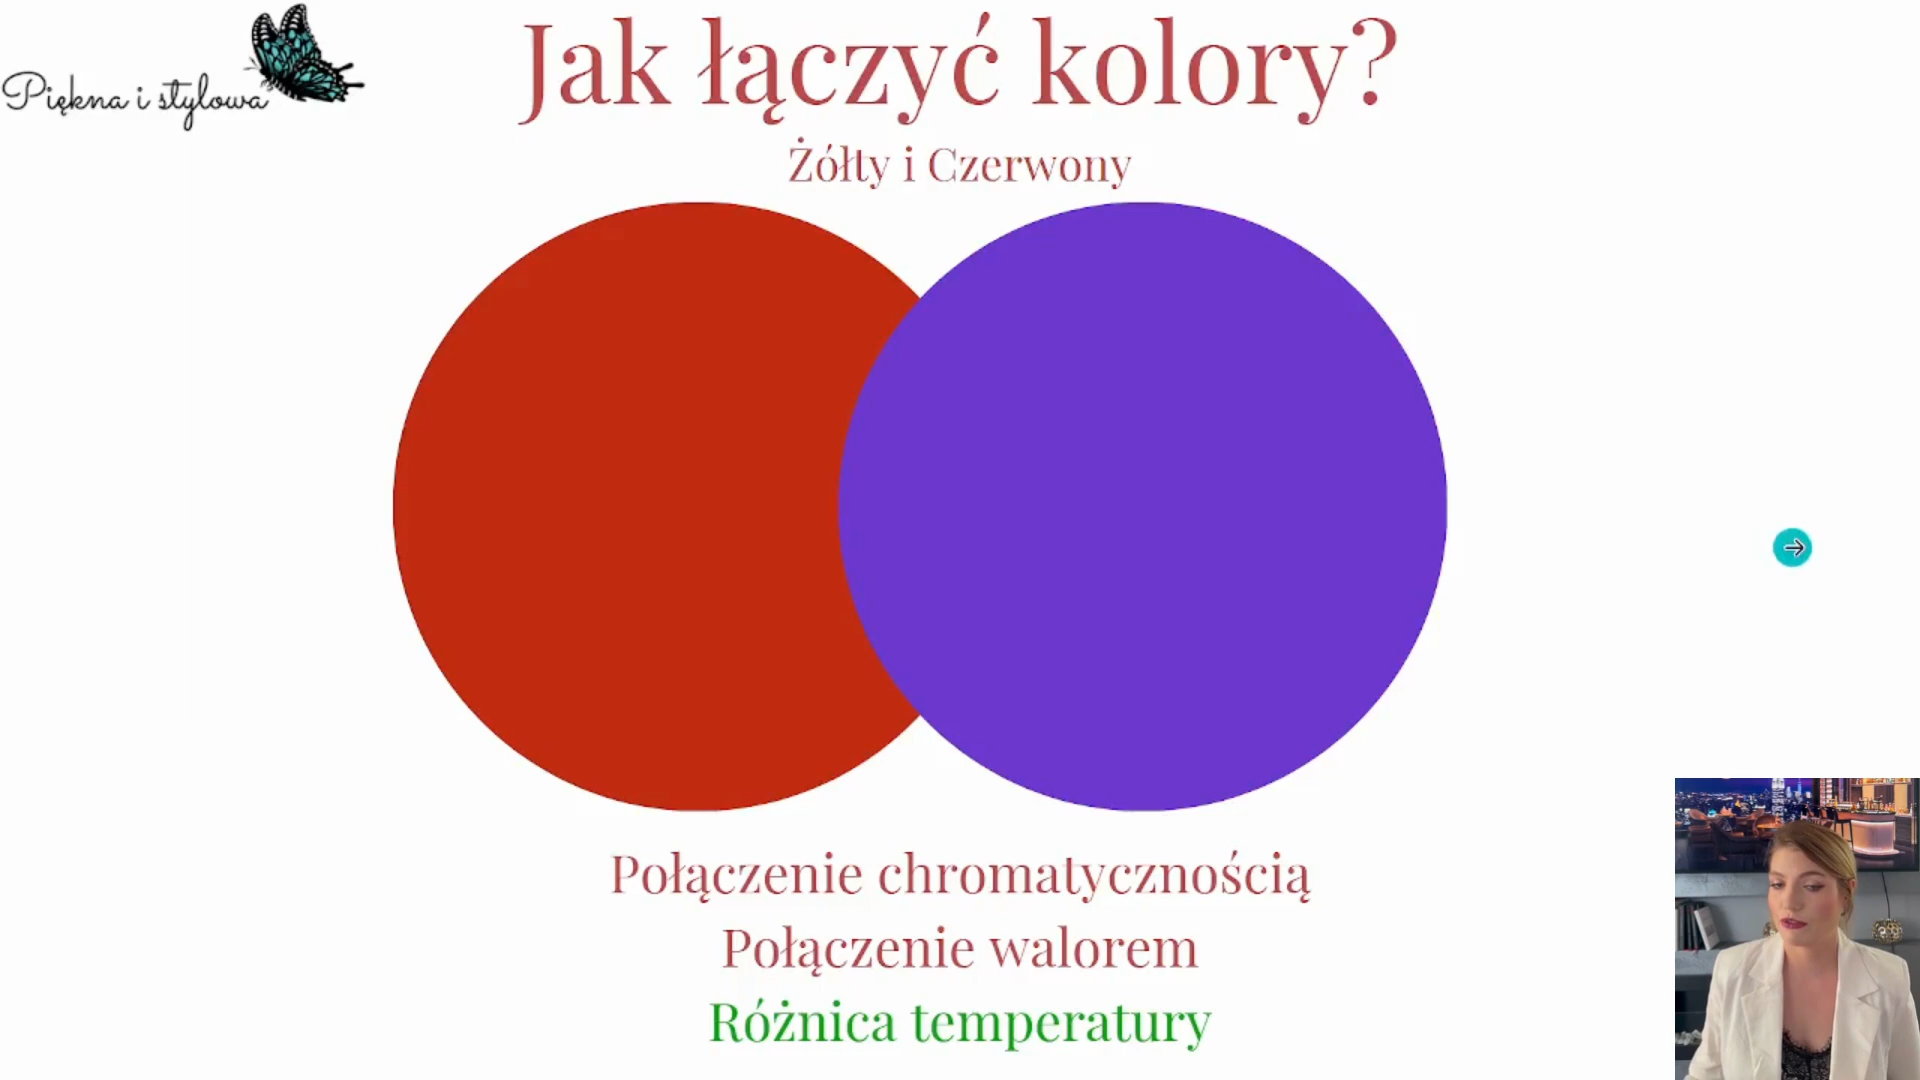 Piękna i stylowa
Jak łączyć kolory?
Żółty i Czerwony
Połączenie chromatycznością
Połączenie walorem
Różnica temperatury